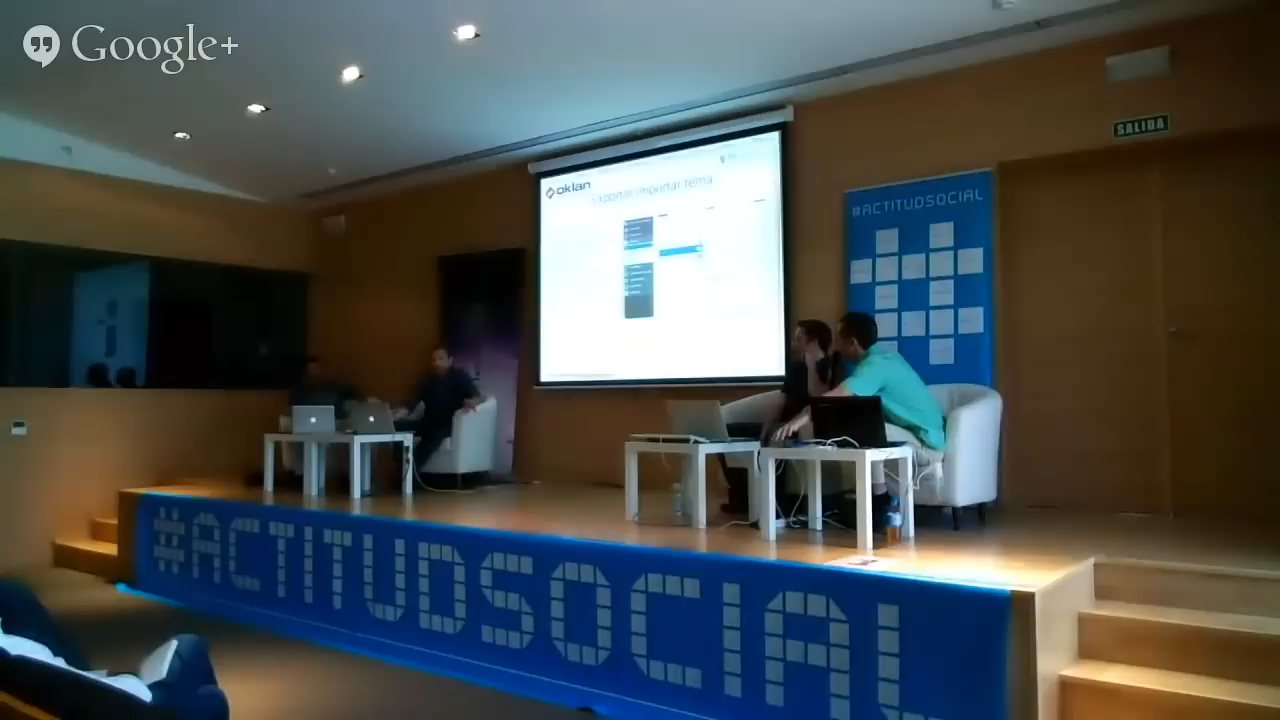 Google+
SALIDA
oklan
Exportar/importar tema
#ACTITUDSOCIAL
#ACTITUDSOCIAL